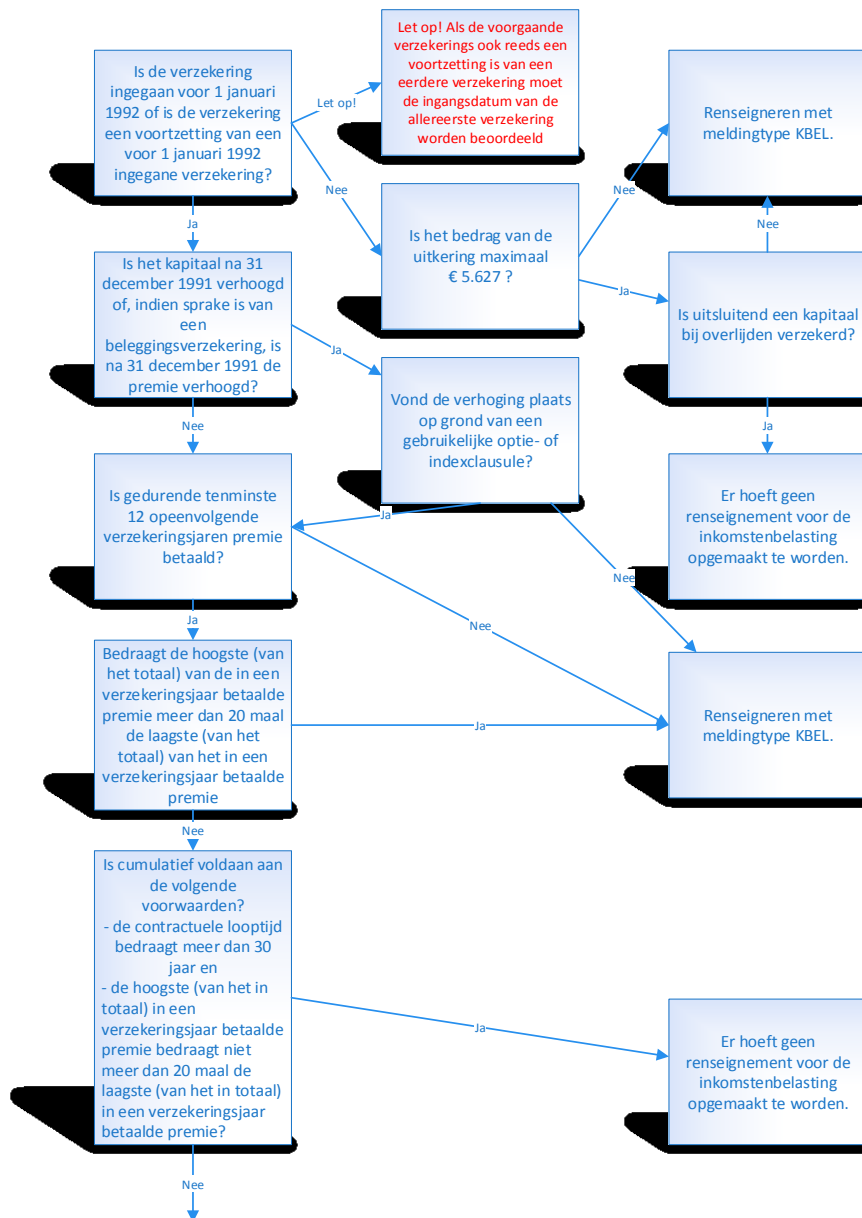 Is de verzekering
ingegaan voor 1 januari
1992 of is de verzekering
een voortzetting van een
voor 1 januari 1992
ingegane verzekering?
Let op!
Let op! Als de voorgaande
verzekerings ook reeds een
voortzetting is van een
eerdere verzekering moet
de ingangsdatum van de
allereerste verzekering
worden beoordeeld
Renseigneren met
meldingtype KBEL.
Nee
Nee
Nee
Ja
Is het bedrag van de
uitkering maximaal
€ 5.627 ?
Ja
Is het kapitaal na 31
december 1991 verhoogd
of, indien sprake is van
een
beleggingsverzekering, is
na 31 december 1991 de
premie verhoogd?
Is uitsluitend een kapitaal
bij overlijden verzekerd?
Ja
Vond de verhoging plaats
op grond van een
gebruikelijke optie- of
indexclausule?
Nee
Ja
Is gedurende tenminste
12 opeenvolgende
verzekeringsjaren premie
betaald?
Ja
Er hoeft geen
renseignement voor de
inkomstenbelasting
opgemaakt te worden.
Nee
Ja
Nee
Bedraagt de hoogste (van
het totaal) van de in een
verzekeringsjaar betaalde
premie meer dan 20 maal
de laagste (van het
totaal) van het in een
verzekeringsjaar betaalde
premie
Ja
Renseigneren met
meldingtype KBEL.
Nee
Is cumulatief voldaan aan
de volgende
voorwaarden?
- de contractuele looptijd
bedraagt meer dan 30
jaar en
- de hoogste (van het in
totaal) in een
verzekeringsjaar betaalde
premie bedraagt niet
meer dan 20 maal de
laagste (van het in totaal)
in een verzekeringsjaar
betaalde premie?
Ja
Er hoeft geen
renseignement voor de
inkomstenbelasting
opgemaakt te worden.
Nee